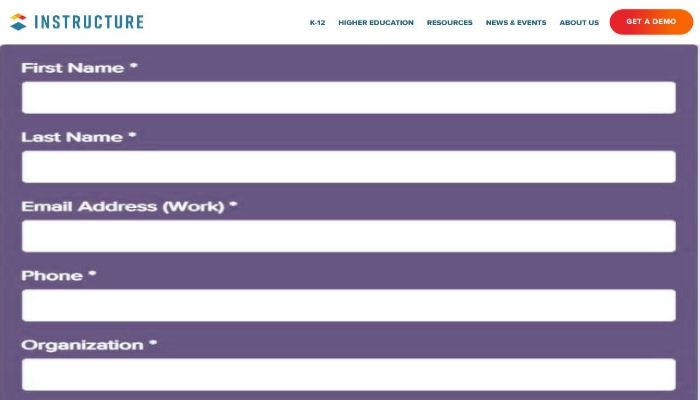 INSTRUCTURE
K-12 HIGHER EDUCATION RESOURCES NEWS & EVENTS ABOUT US GET A DEMO
First Name *
Last Name *
Email Address (Work) *
Phone *
Organization *